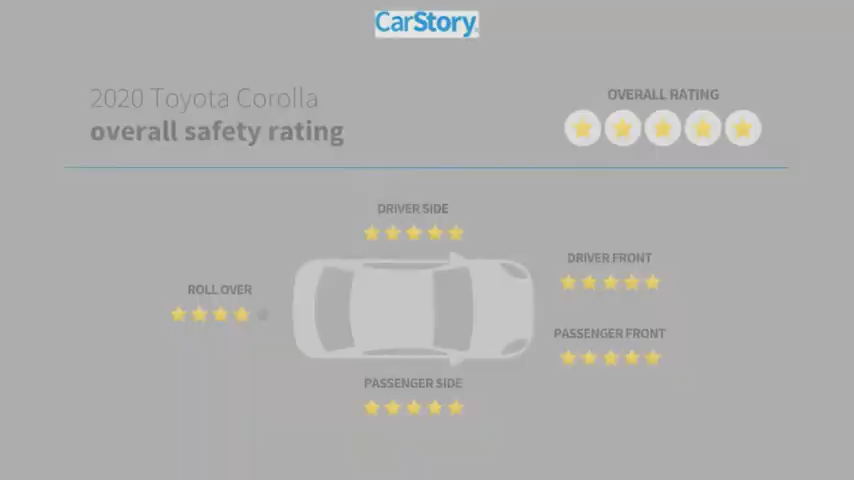 CarStory
2020 Toyota Corolla
overall safety rating
OVERALL RATING
DRIVER SIDE
DRIVER FRONT
ROLL OVER
PASSENGER FRONT
PASSENGER SIDE